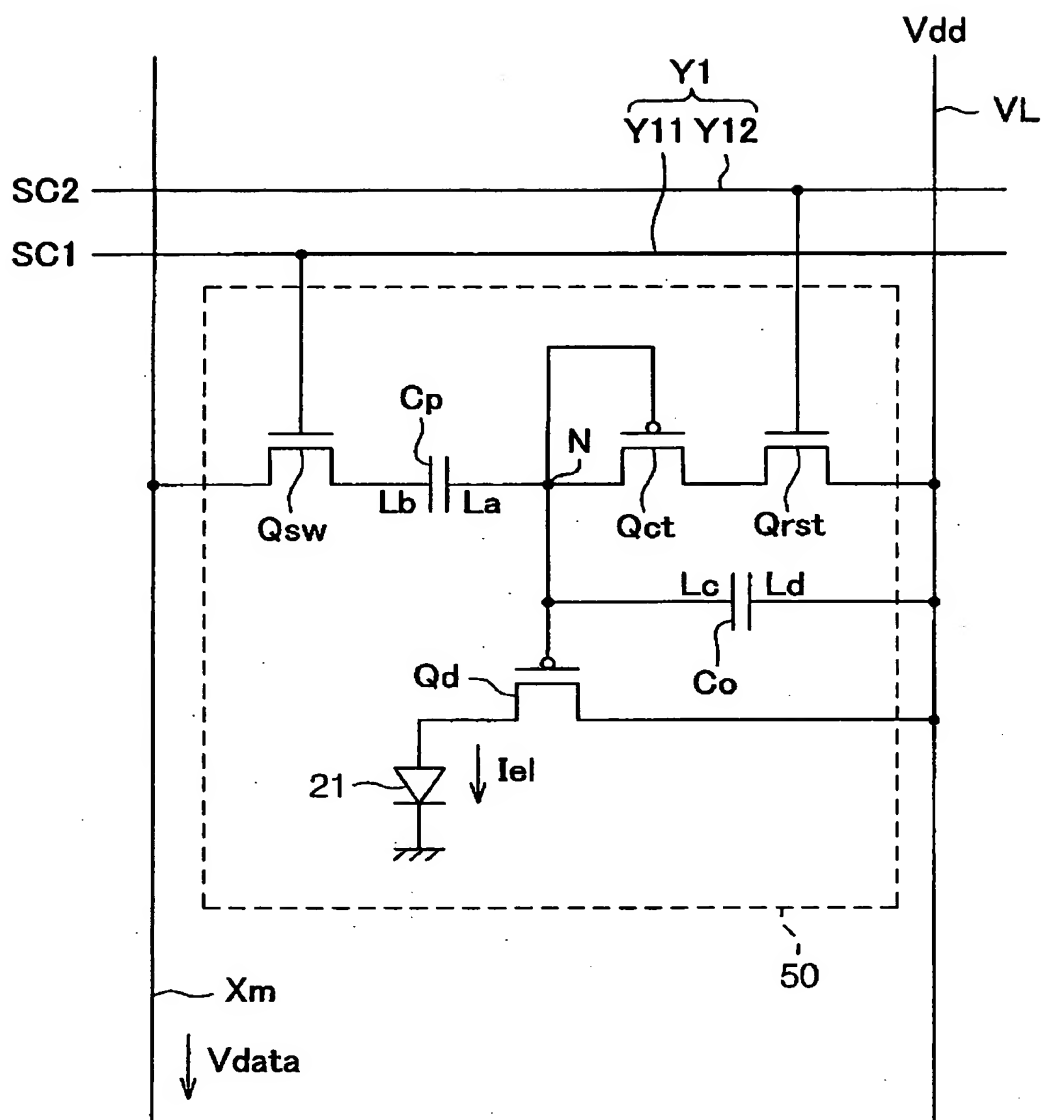 Vdd
Y1
VL
Y11 Y12
SC2
SC1
Cp
N
Lb
La
Qsw
Qct
Qrst
Lc
Ld
Qd
Co
21
Iel
50
Xm
Vdata